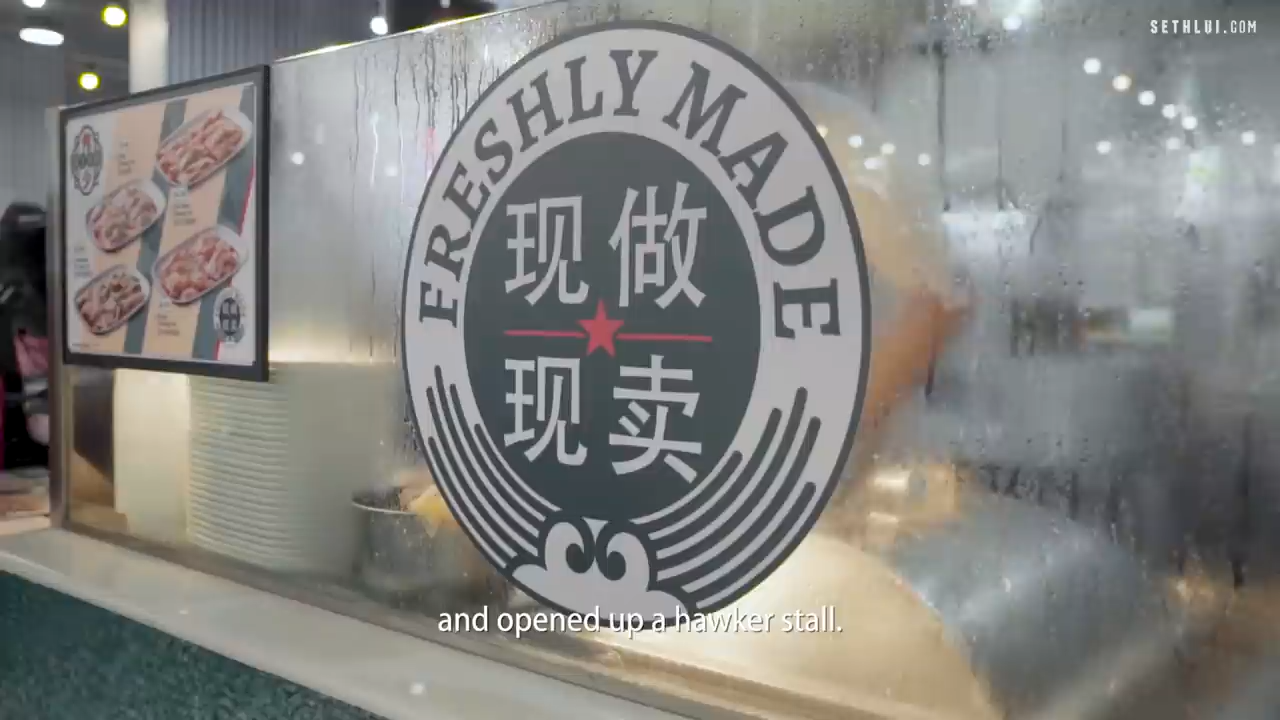 SETHLUI.COM
FRESHLY MADE
现做
现卖
and opened up a hawker stall.